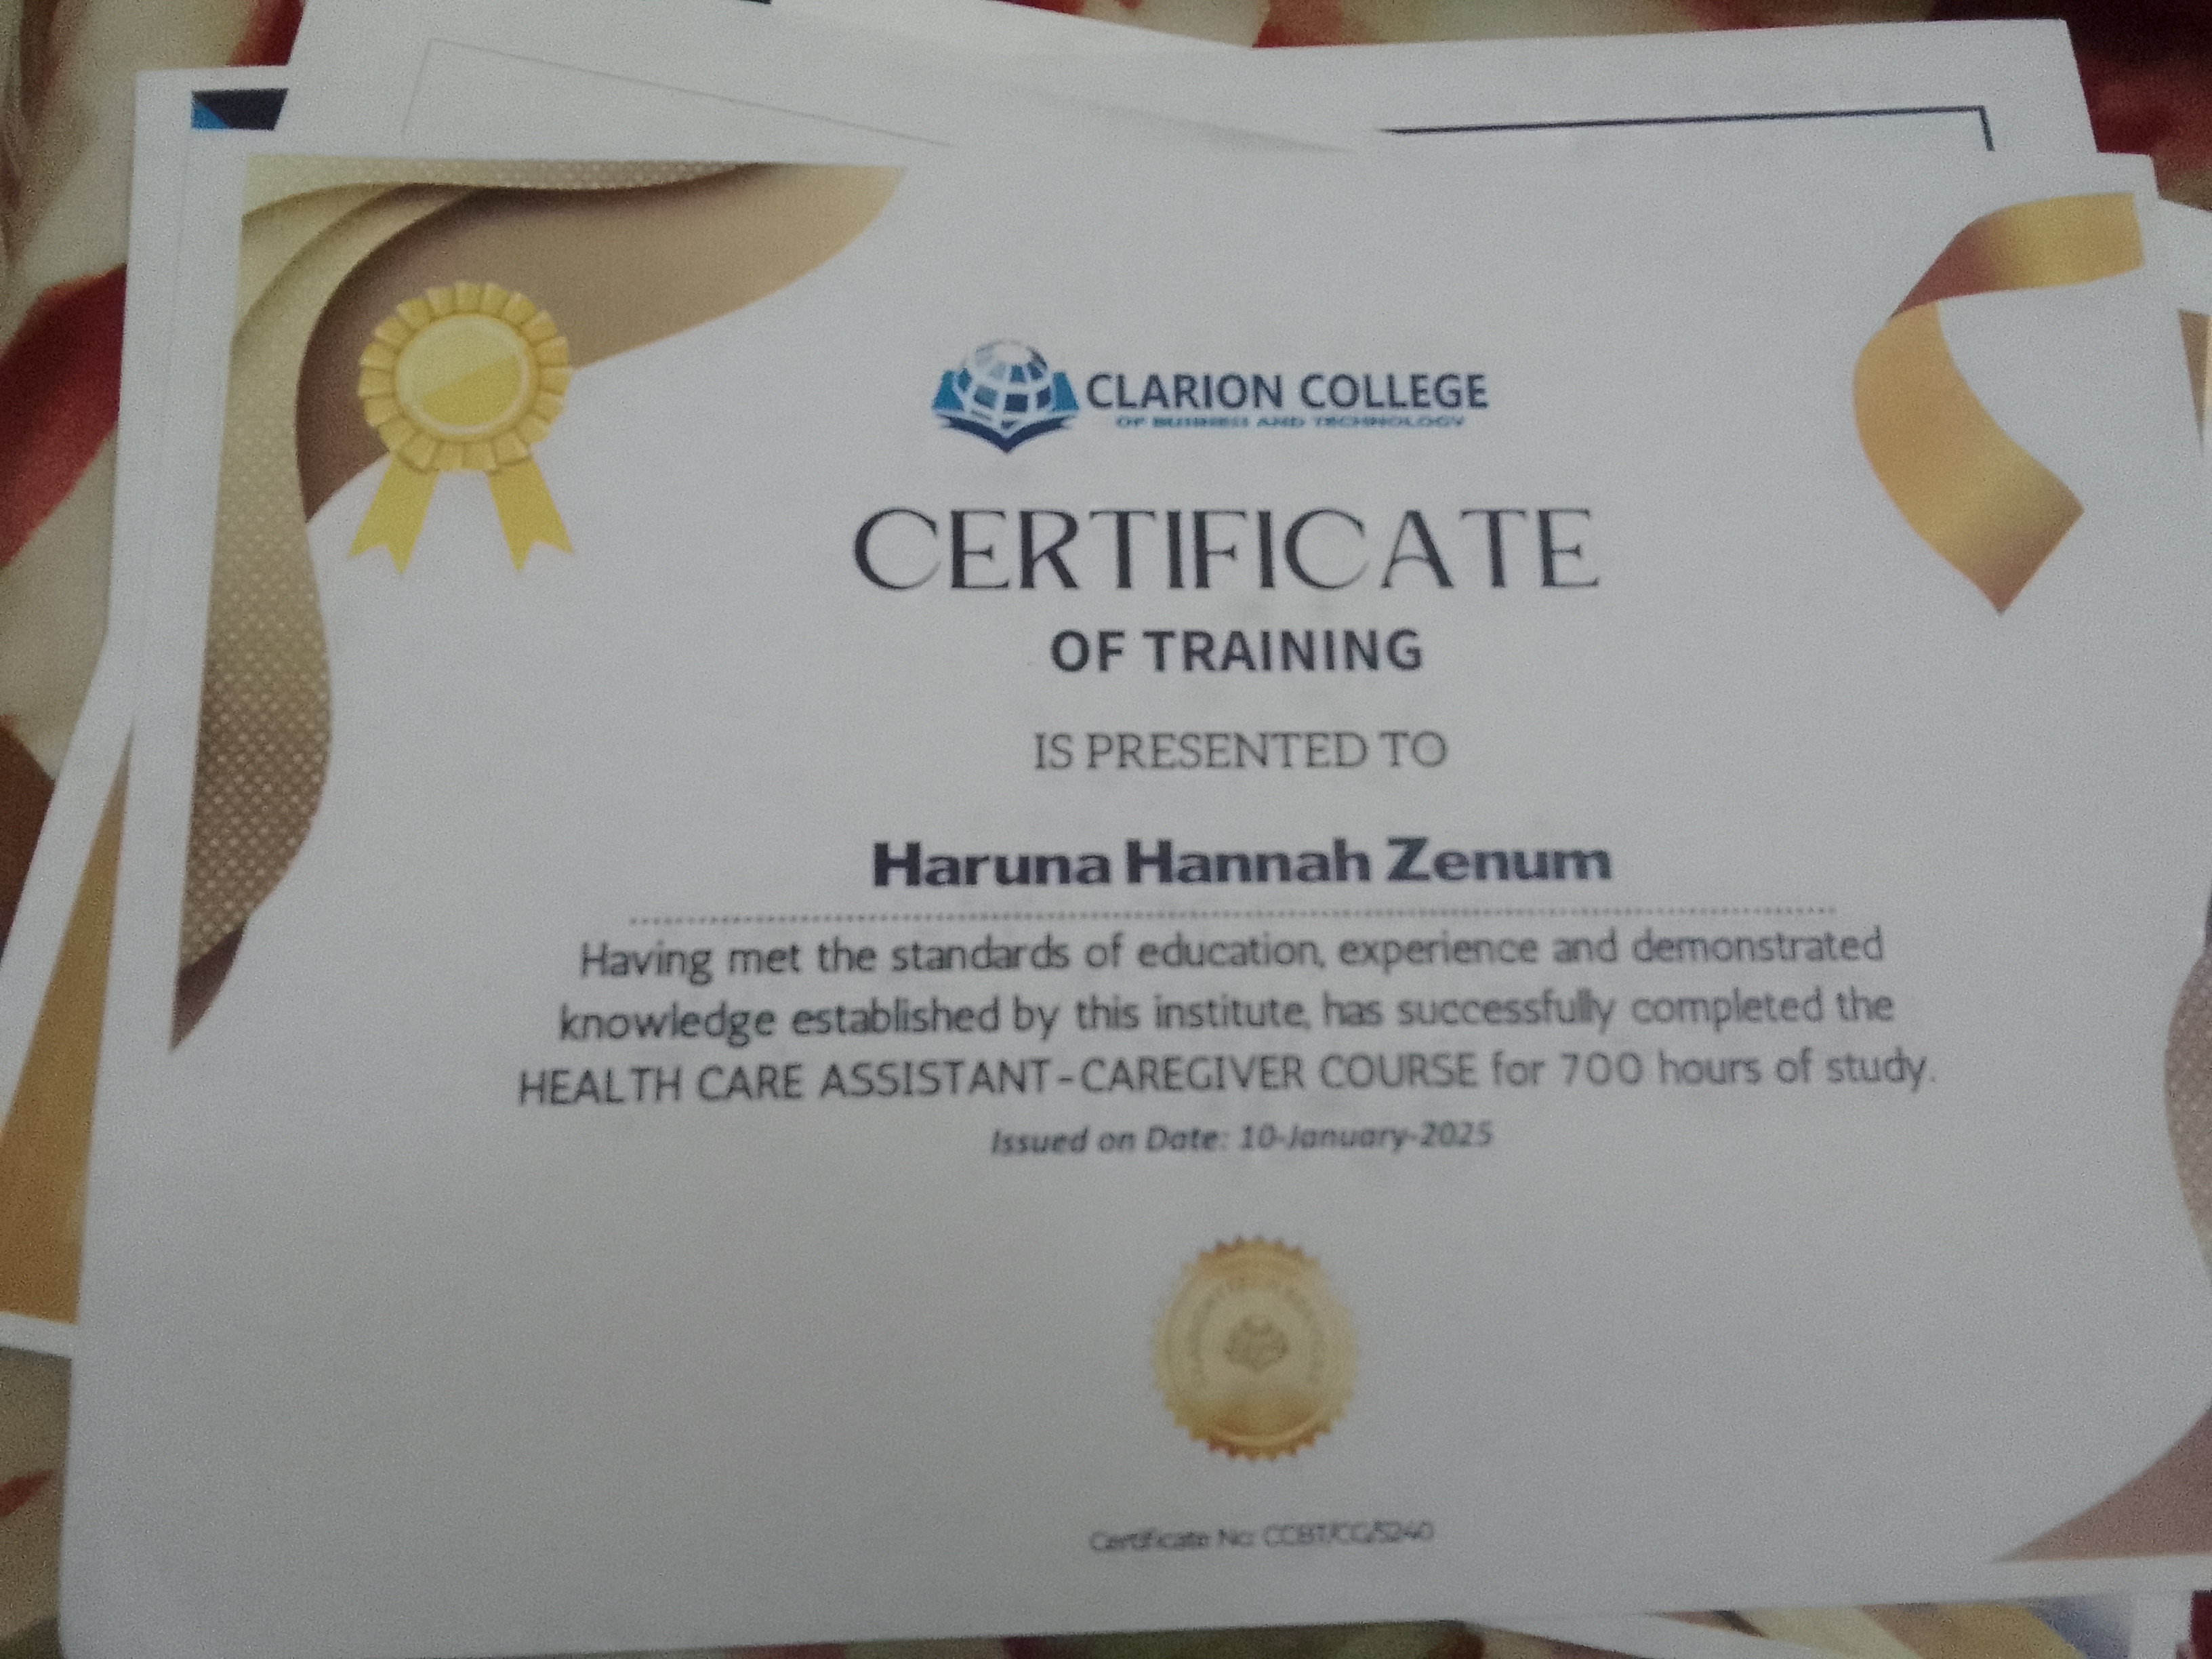 CLARION COLLEGE
OF BUSINESS AND TECHNOLOGY
CERTIFICATE
OF TRAINING
IS PRESENTED TO
Haruna Hannah Zenum
Having met the standards of education, experience and demonstrated
knowledge established by this institute, has successfully completed the
HEALTH CARE ASSISTANT-CAREGIVER COURSE for 700 hours of study.
Issued on Date: 10-January-2025
Certificate No: CCBT/CG/5240